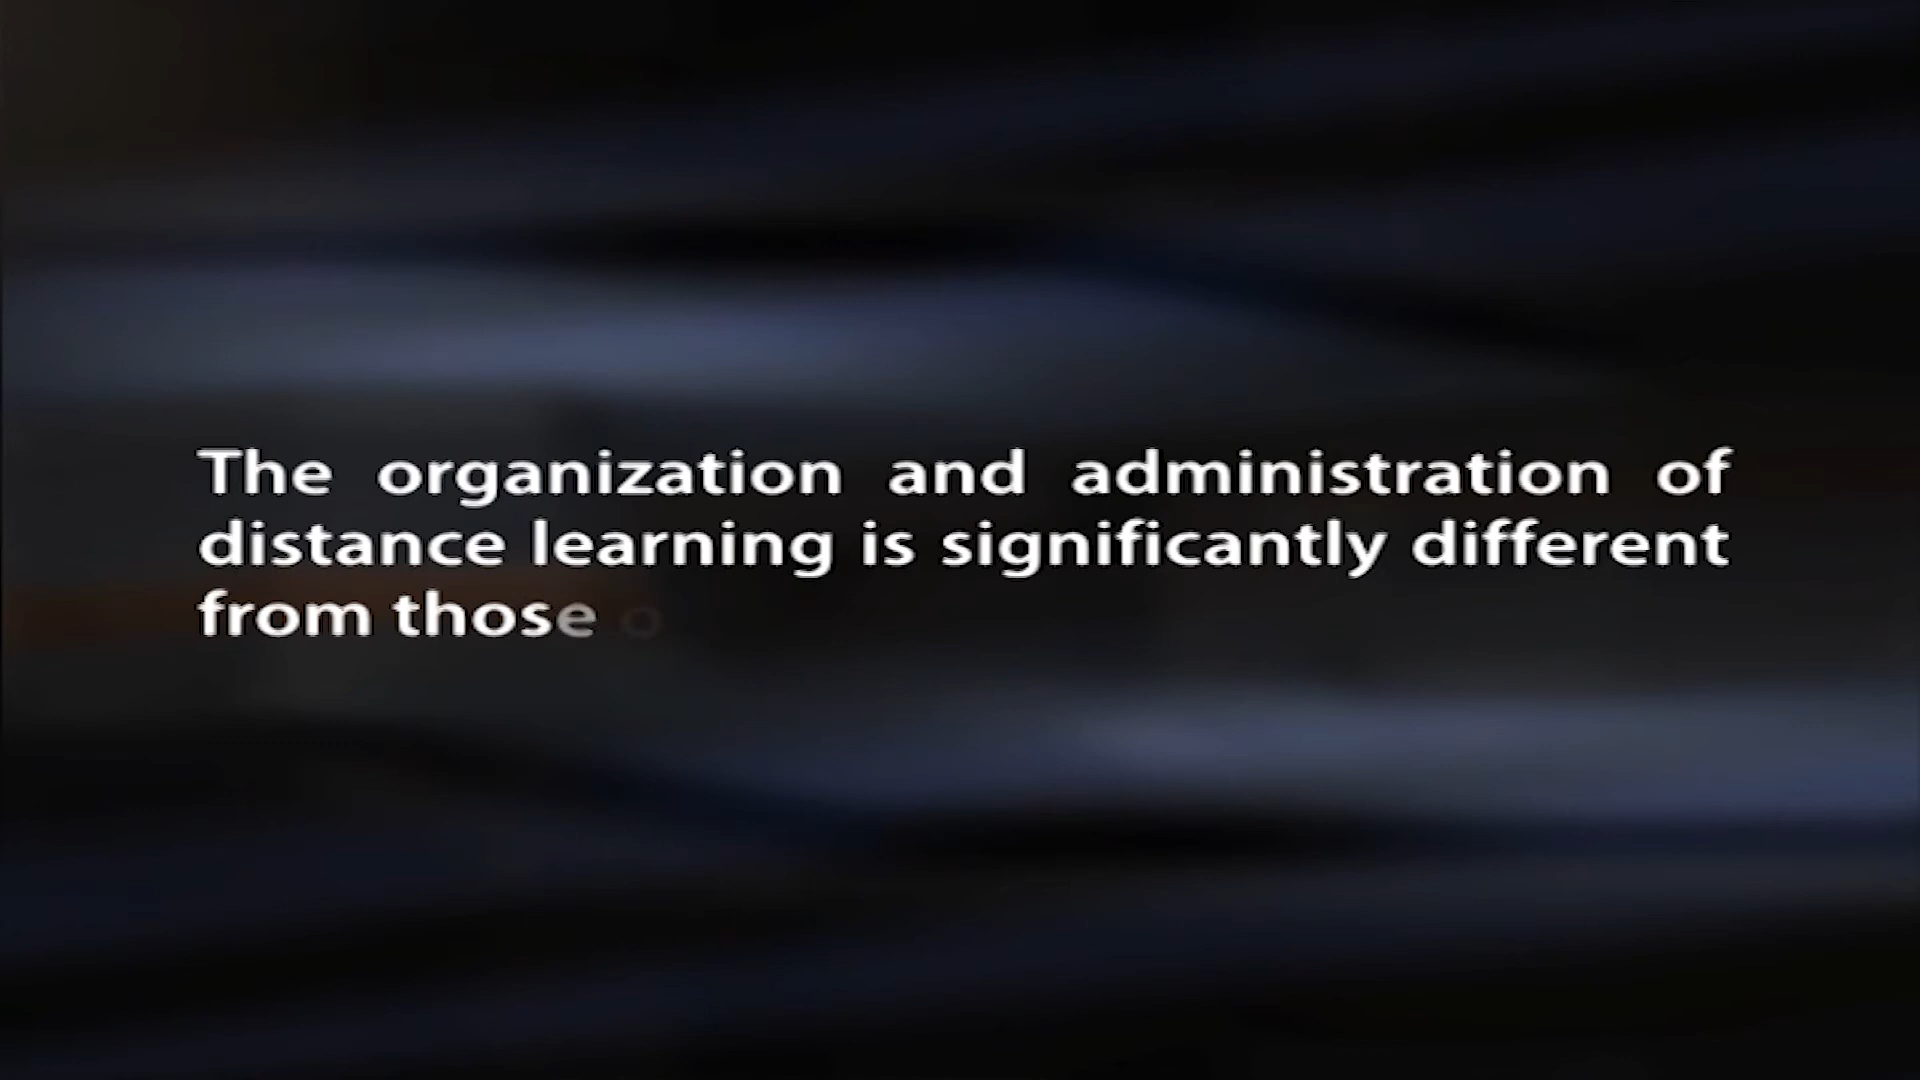 The organization and administration of
distance learning is significantly different
from those o